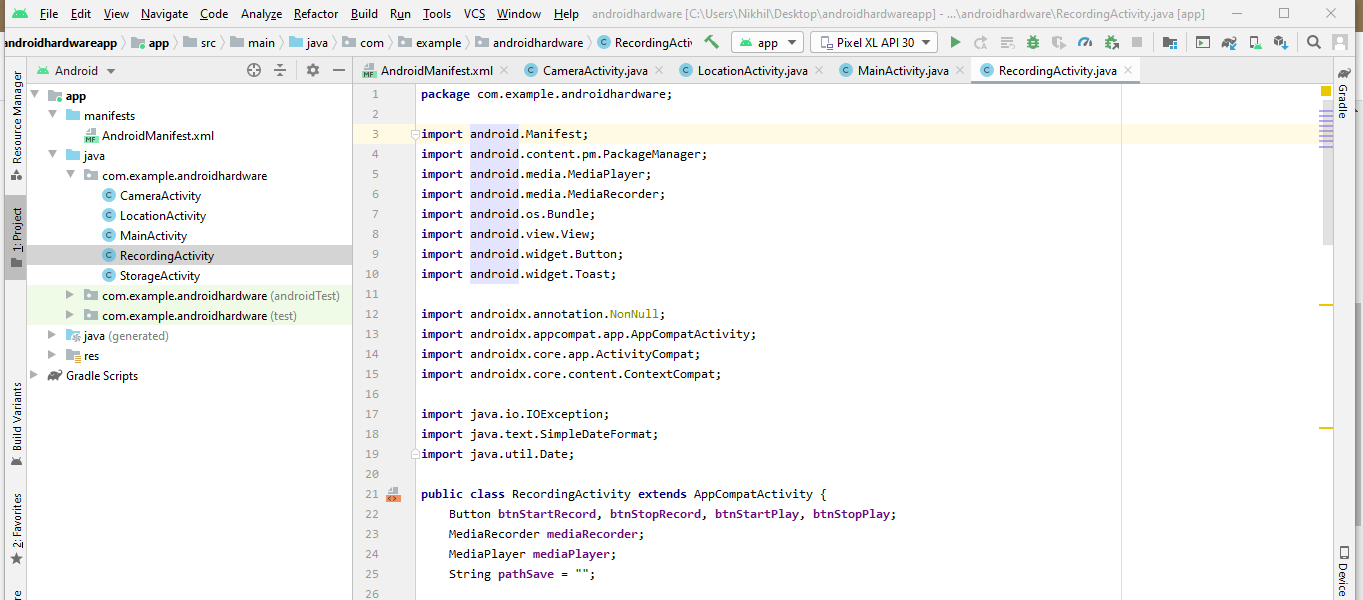 File Edit View Navigate Code Analyze Refactor Build Run Tools VCS Window Help androidhardware [C:\Users\Nikhil\Desktop\androidhardwareapp] - ...\androidhardware\RecordingActivity.java [app]
androidhardwareapp app src main java com example androidhardware RecordingActiv app Pixel XL API 30
Resource Manager
1: Project
Build Variants
2: Favorites
Android
app
manifests
AndroidManifest.xml
java
com.example.androidhardware
CameraActivity
LocationActivity
MainActivity
RecordingActivity
StorageActivity
com.example.androidhardware (androidTest)
com.example.androidhardware (test)
java (generated)
res
Gradle Scripts
AndroidManifest.xml CameraActivity.java LocationActivity.java MainActivity.java RecordingActivity.java
1 package com.example.androidhardware;
2
3 import android.Manifest;
4 import android.content.pm.PackageManager;
5 import android.media.MediaPlayer;
6 import android.media.MediaRecorder;
7 import android.os.Bundle;
8 import android.view.View;
9 import android.widget.Button;
10 import android.widget.Toast;
11
12 import androidx.annotation.NonNull;
13 import androidx.appcompat.app.AppCompatActivity;
14 import androidx.core.app.ActivityCompat;
15 import androidx.core.content.ContextCompat;
16
17 import java.io.IOException;
18 import java.text.SimpleDateFormat;
19 import java.util.Date;
20
21 public class RecordingActivity extends AppCompatActivity {
22 Button btnStartRecord, btnStopRecord, btnStartPlay, btnStopPlay;
23 MediaRecorder mediaRecorder;
24 MediaPlayer mediaPlayer;
25 String pathSave = "";
26
Gradle
Device